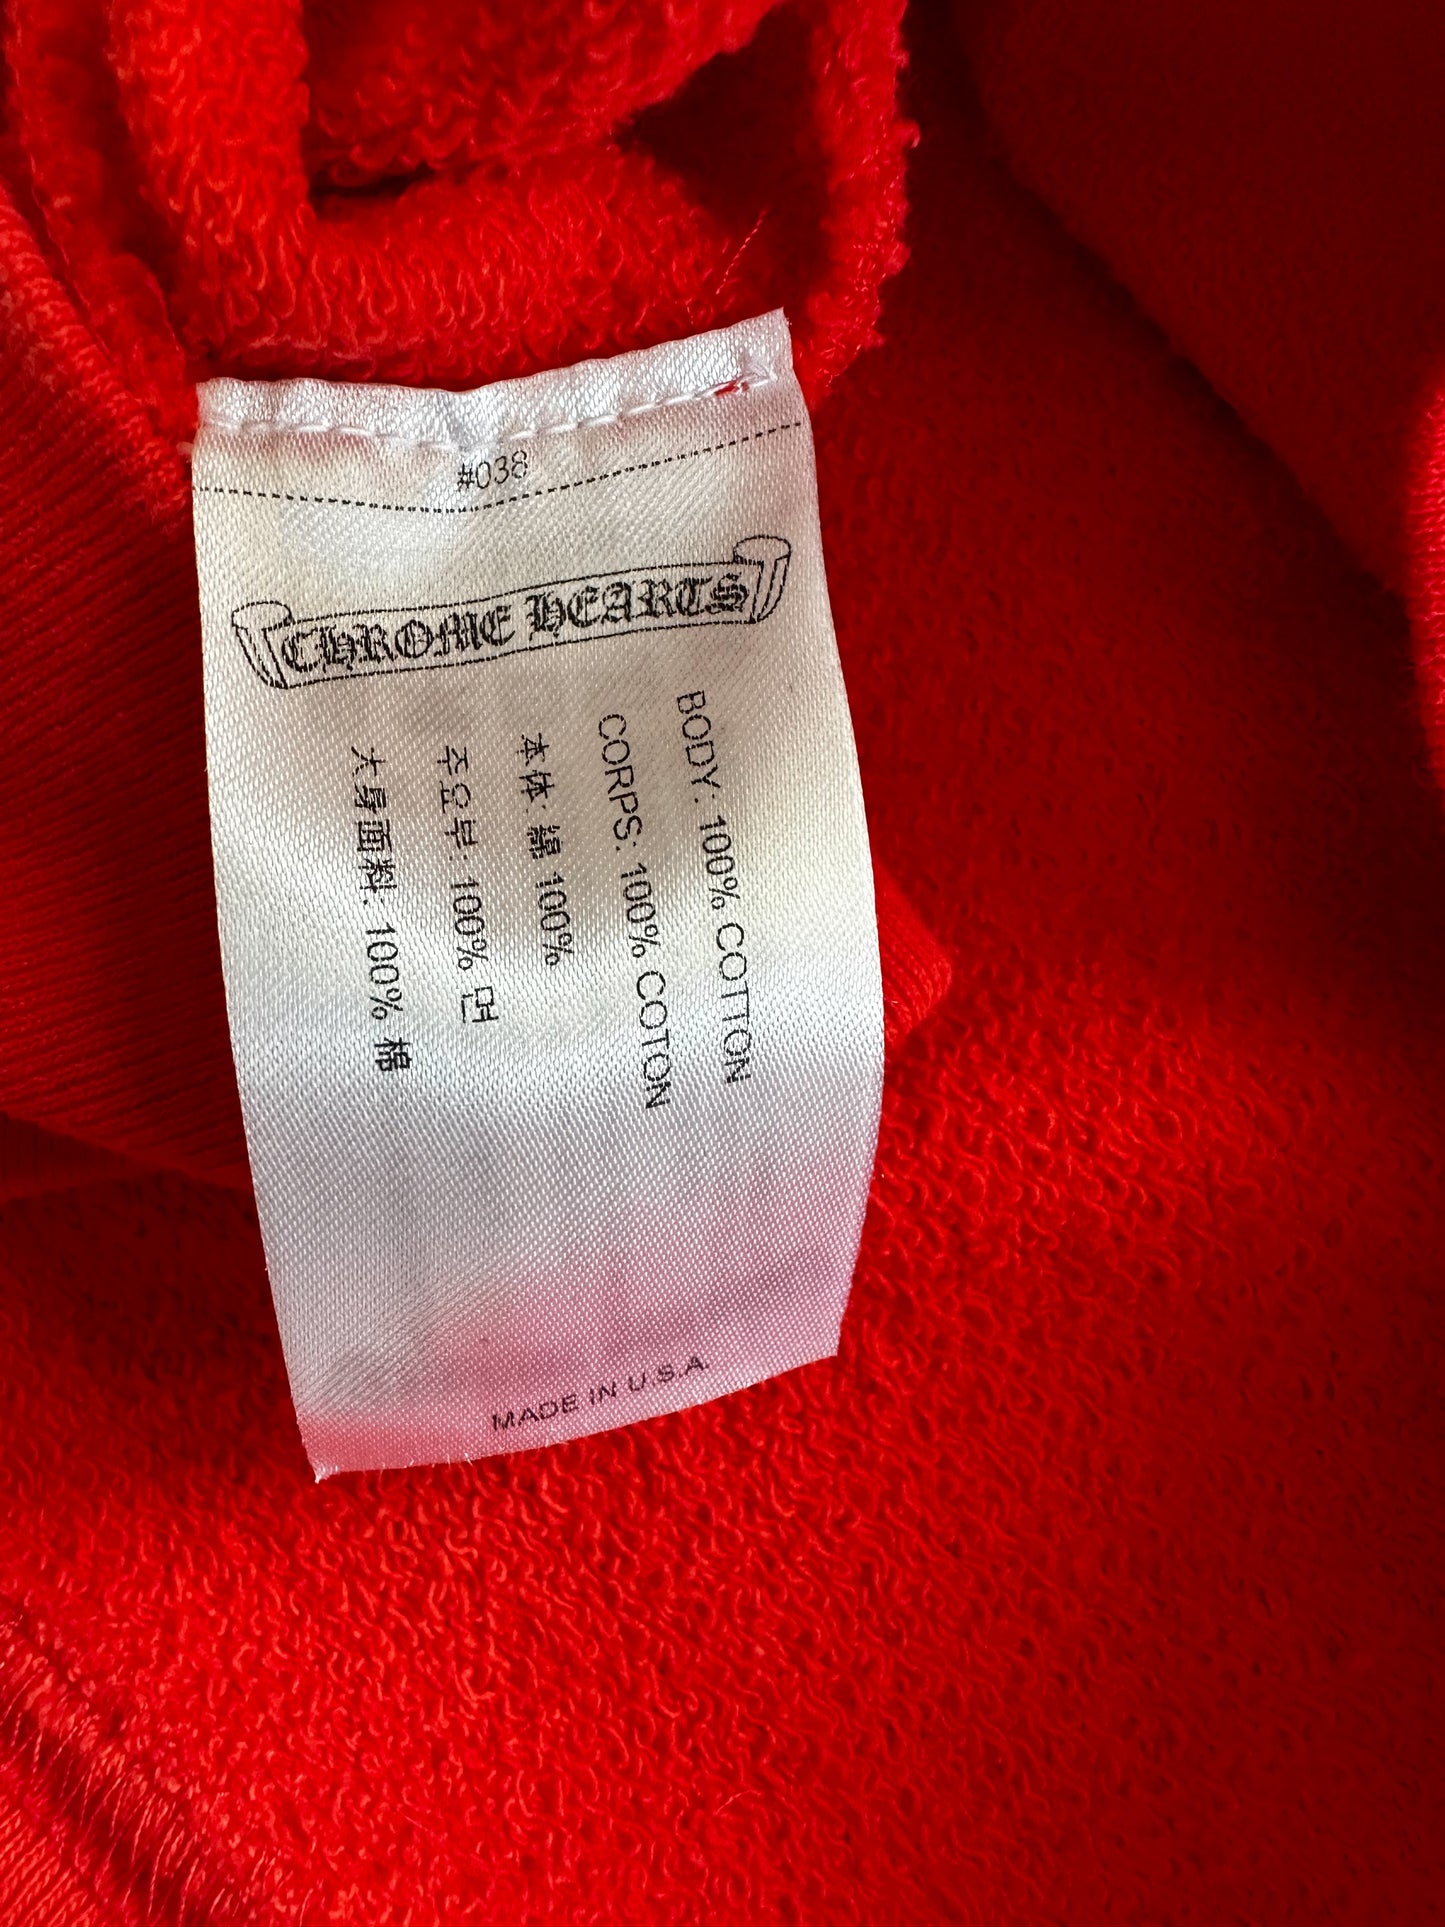 #038
CHROME HEARTS
BODY: 100% COTTON
CORPS: 100% COTON
本体: 綿 100%
주요부: 100% 면
大身面料: 100% 棉
MADE IN U.S.A.